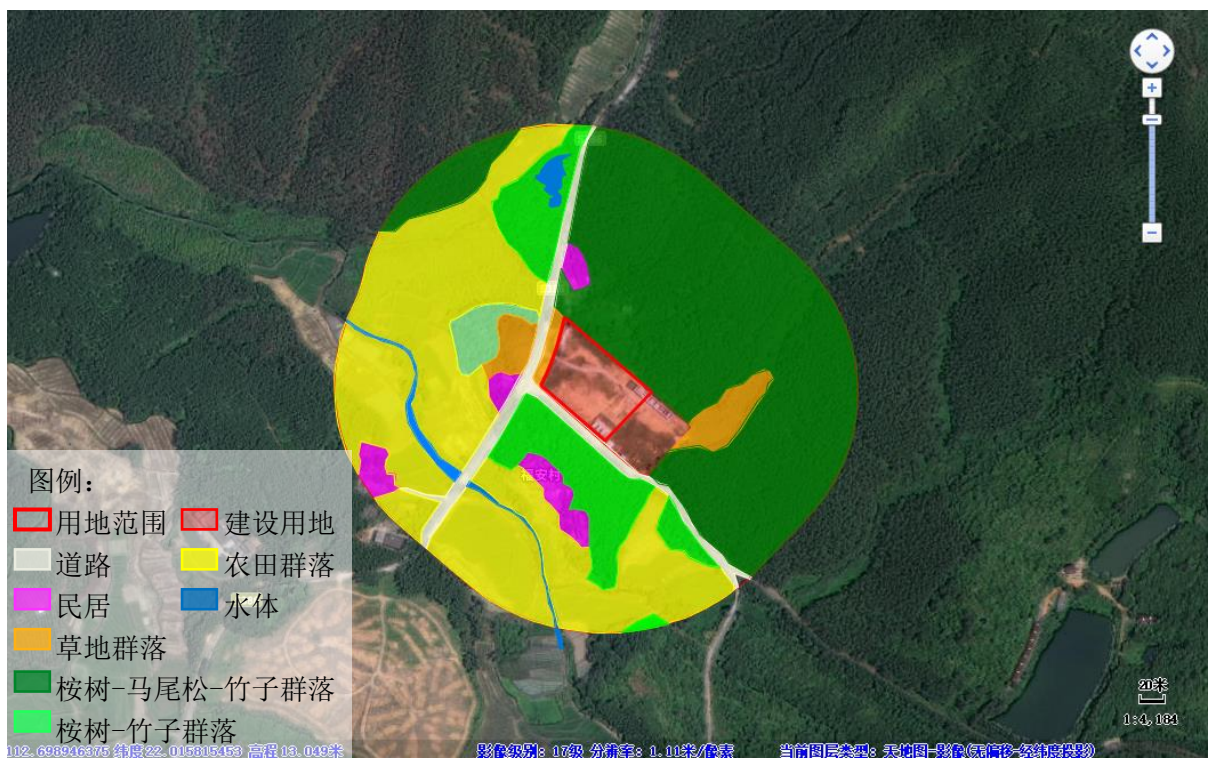 福安村
图例：
用地范围 建设用地
道路 农田群落
民居 水体
草地群落
桉树-马尾松-竹子群落
桉树-竹子群落
20米
1:4,184
112.698946375 纬度:22.015815453 高程13.049米 影像级别：17级 分辨率：1.11米/像素 当前图层类型：天地图-影像(无偏移-经纬度投影)